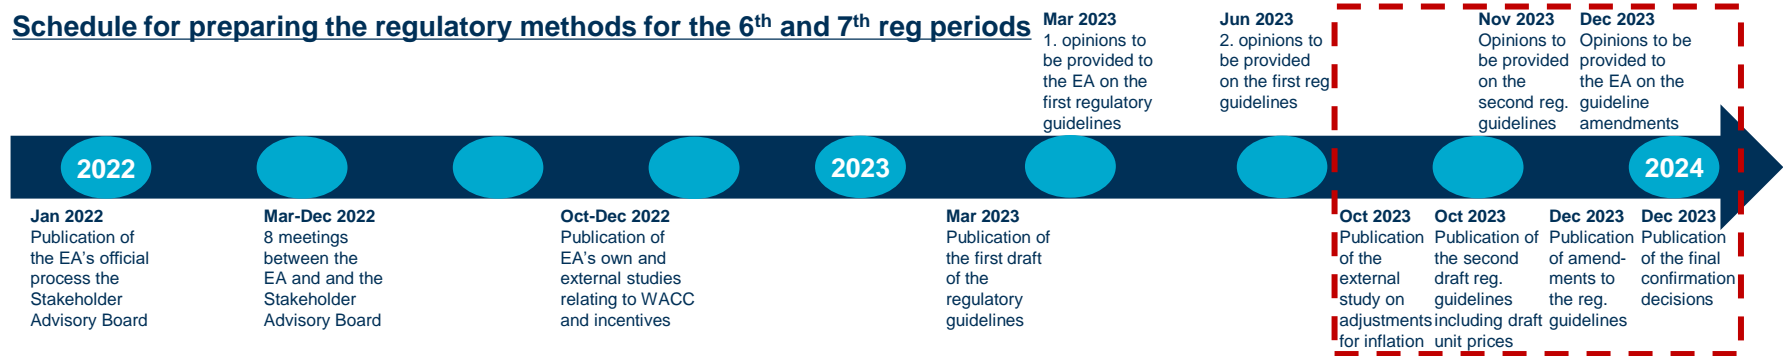 Schedule for preparing the regulatory methods for the 6th and 7th reg periods
Mar 2023
1. opinions to
be provided to
the EA on the
first regulatory
guidelines
Jun 2023
2. opinions to
be provided
on the first reg
guidelines
Nov 2023
Opinions to
be provided
on the
second reg.
guidelines
Dec 2023
Opinions to be
provided to
the EA on the
guideline
amendments
2022
2023
2024
Jan 2022
Publication of
the EA's official
process the
Stakeholder
Advisory Board
Mar-Dec 2022
8 meetings
between the
EA and and the
Stakeholder
Advisory Board
Oct-Dec 2022
Publication of
EA's own and
external studies
relating to WACC
and incentives
Mar 2023
Publication of
the first draft
of the
regulatory
guidelines
Oct 2023
Publication
of the
external
study on
adjustments
for inflation
Oct 2023
Publication of
the second
draft reg.
guidelines
including draft
unit prices
Dec 2023
Publication
of amend-
ments to
the reg.
guidelines
Dec 2023
Publication
of the final
confirmation
decisions